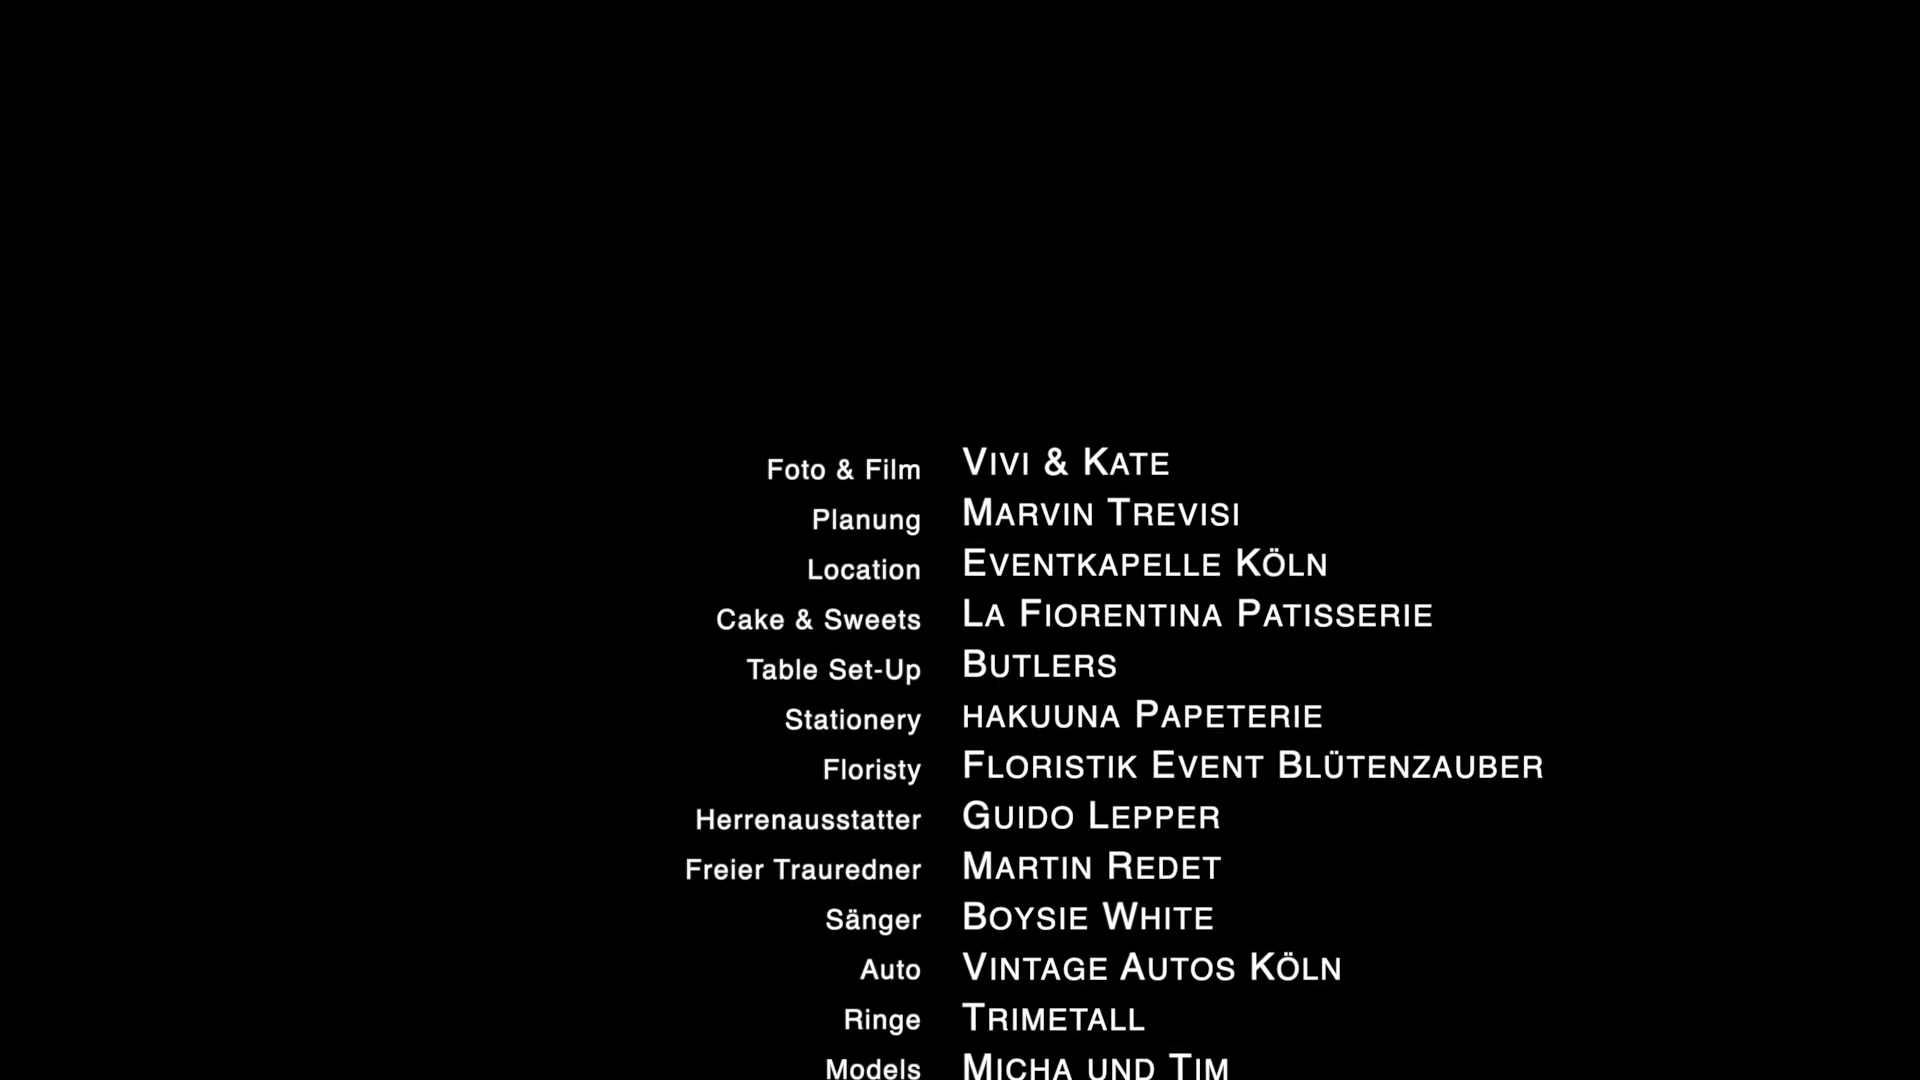 Foto & Film Vivi & Kate
Planung Marvin Trevisi
Location Eventkapelle Köln
Cake & Sweets La Fiorentina Patisserie
Table Set-Up Butlers
Stationery hakuuna Papeterie
Floristy Floristik Event Blütenzauber
Herrenausstatter Guido Lepper
Freier Trauredner Martin Redet
Sänger Boysie White
Auto Vintage Autos Köln
Ringe Trimetall
Models Micha und Tim